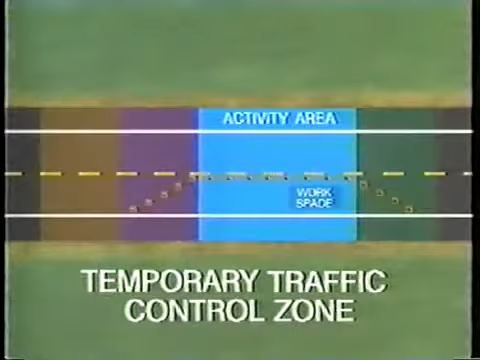 ACTIVITY AREA
WORK
SPACE
TEMPORARY TRAFFIC
CONTROL ZONE